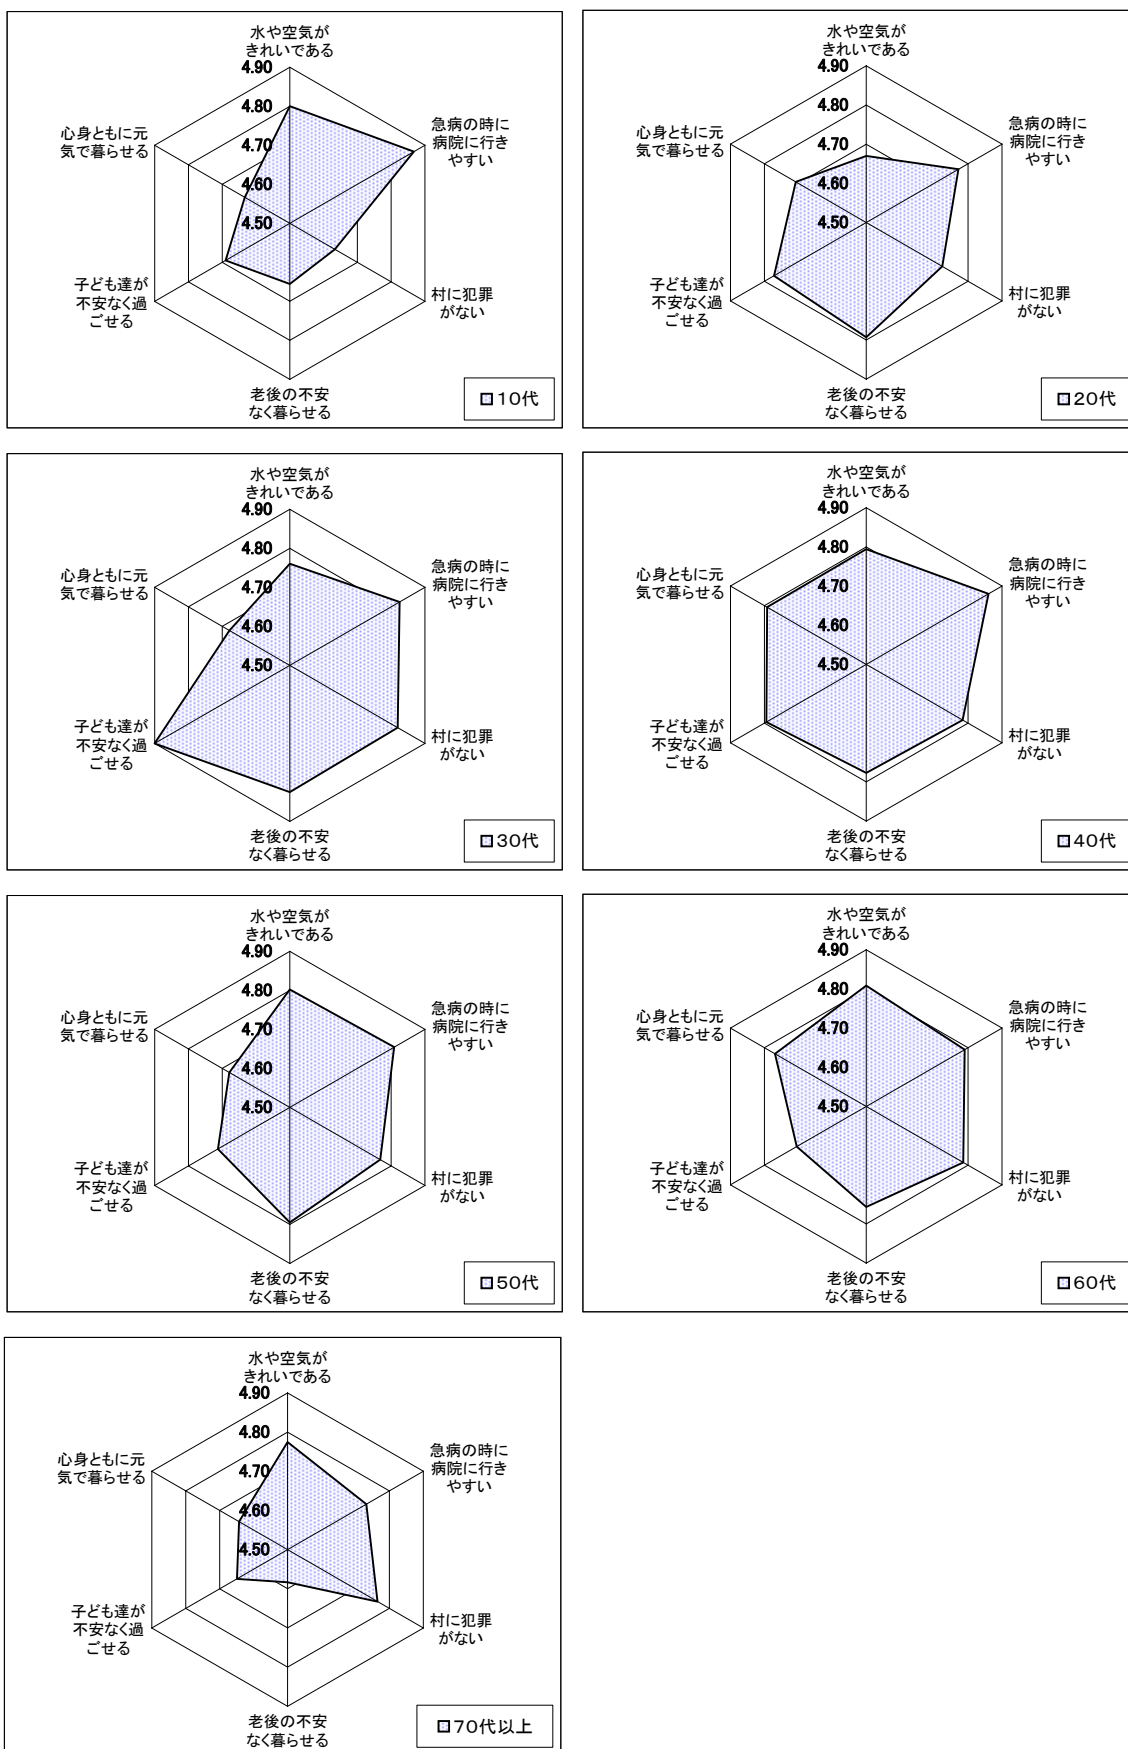 水や空気が
きれいである
4.90
4.80
4.70
4.60
4.50
急病の時に
病院に行き
やすい
村に犯罪
がない
老後の不安
なく暮らせる
子ども達が
不安なく過
ごせる
心身ともに元
気で暮らせる
10代
水や空気が
きれいである
4.90
4.80
4.70
4.60
4.50
急病の時に
病院に行き
やすい
村に犯罪
がない
老後の不安
なく暮らせる
子ども達が
不安なく過
ごせる
心身ともに元
気で暮らせる
20代
水や空気が
きれいである
4.90
4.80
4.70
4.60
4.50
急病の時に
病院に行き
やすい
村に犯罪
がない
老後の不安
なく暮らせる
子ども達が
不安なく過
ごせる
心身ともに元
気で暮らせる
30代
水や空気が
きれいである
4.90
4.80
4.70
4.60
4.50
急病の時に
病院に行き
やすい
村に犯罪
がない
老後の不安
なく暮らせる
子ども達が
不安なく過
ごせる
心身ともに元
気で暮らせる
40代
水や空気が
きれいである
4.90
4.80
4.70
4.60
4.50
急病の時に
病院に行き
やすい
村に犯罪
がない
老後の不安
なく暮らせる
子ども達が
不安なく過
ごせる
心身ともに元
気で暮らせる
50代
水や空気が
きれいである
4.90
4.80
4.70
4.60
4.50
急病の時に
病院に行き
やすい
村に犯罪
がない
老後の不安
なく暮らせる
子ども達が
不安なく過
ごせる
心身ともに元
気で暮らせる
60代
水や空気が
きれいである
4.90
4.80
4.70
4.60
4.50
急病の時に
病院に行き
やすい
村に犯罪
がない
老後の不安
なく暮らせる
子ども達が
不安なく過
ごせる
心身ともに元
気で暮らせる
70代以上